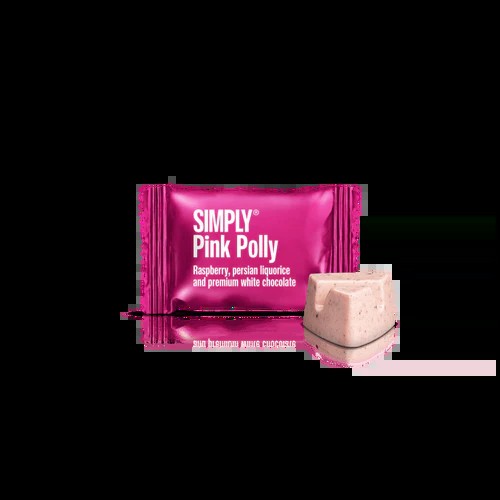 SIMPLY®
Pink Polly
Raspberry, persian liquorice
and premium white chocolate